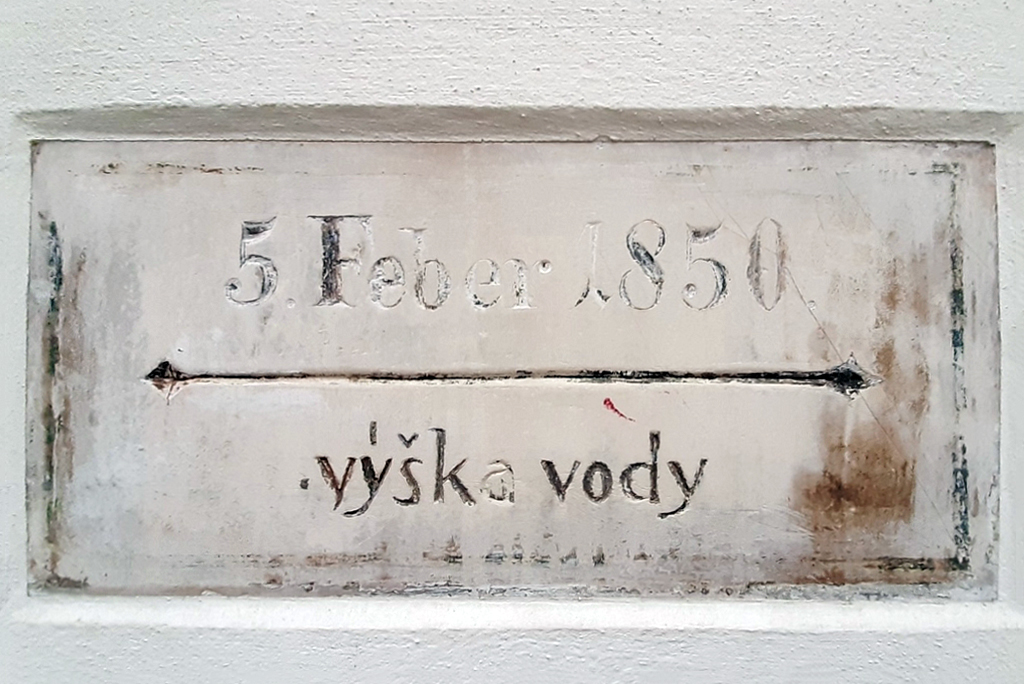 5. Feber 1850.
výška vody